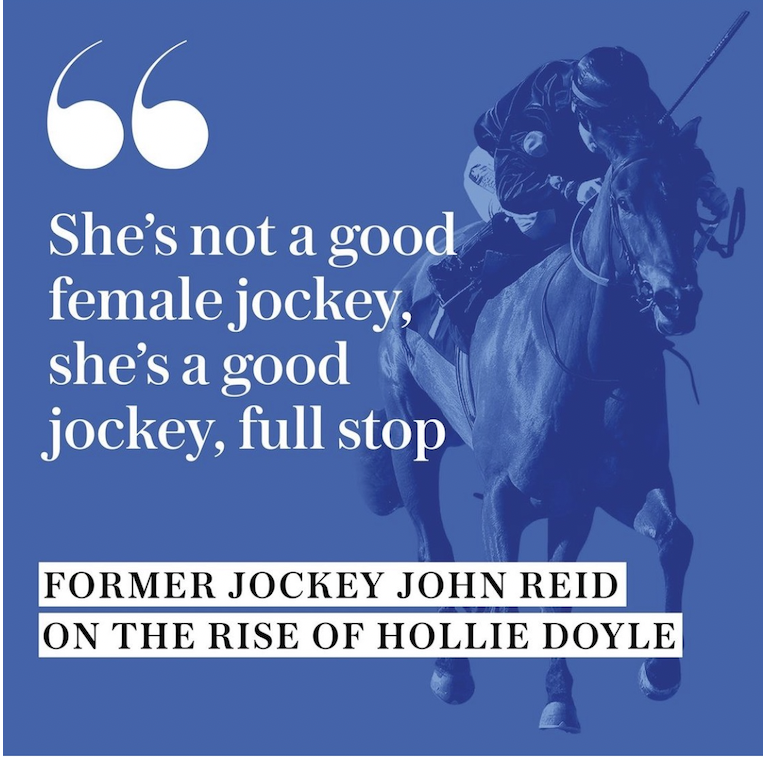 She’s not a good
female jockey,
she’s a good
jockey, full stop
FORMER JOCKEY JOHN REID
ON THE RISE OF HOLLIE DOYLE